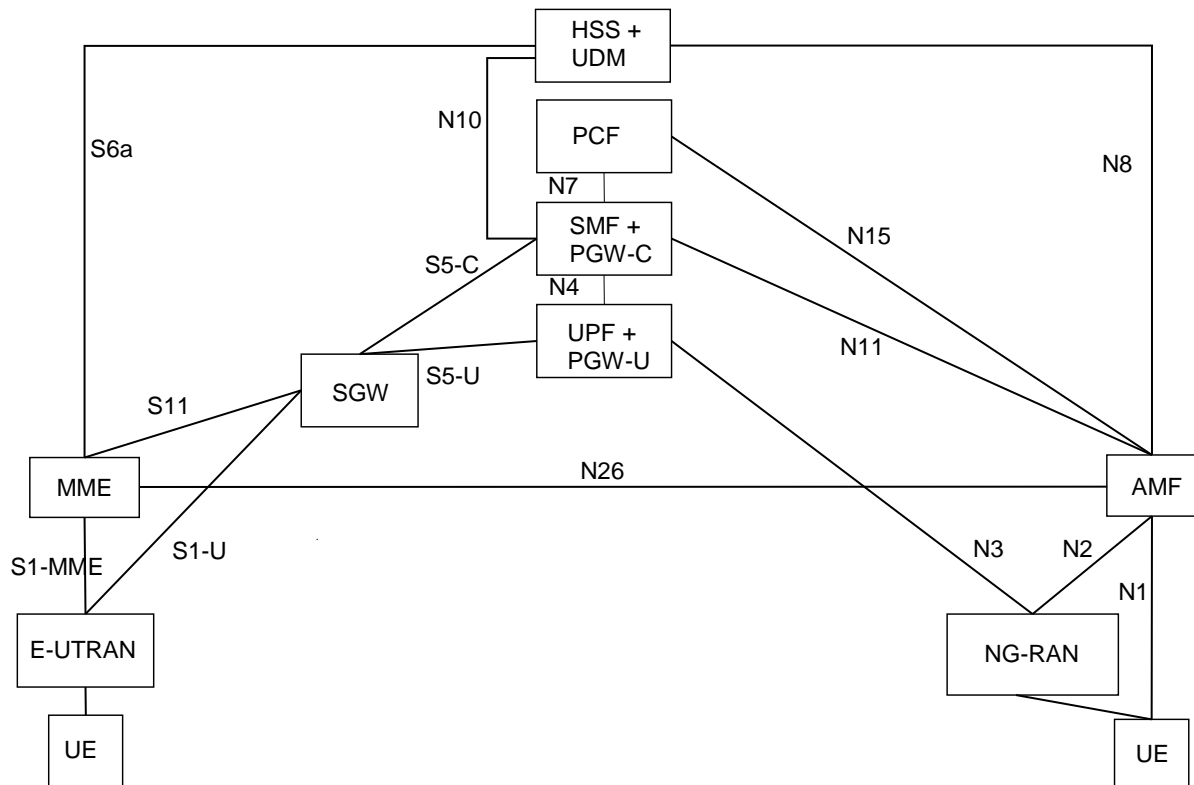 HSS +
UDM
N10
PCF
S6a
N8
N7
SMF +
PGW-C
N15
S5-C
N4
UPF +
PGW-U
N11
S5-U
SGW
S11
N26
MME
AMF
S1-U
N3
N2
S1-MME
N1
E-UTRAN
NG-RAN
UE
UE